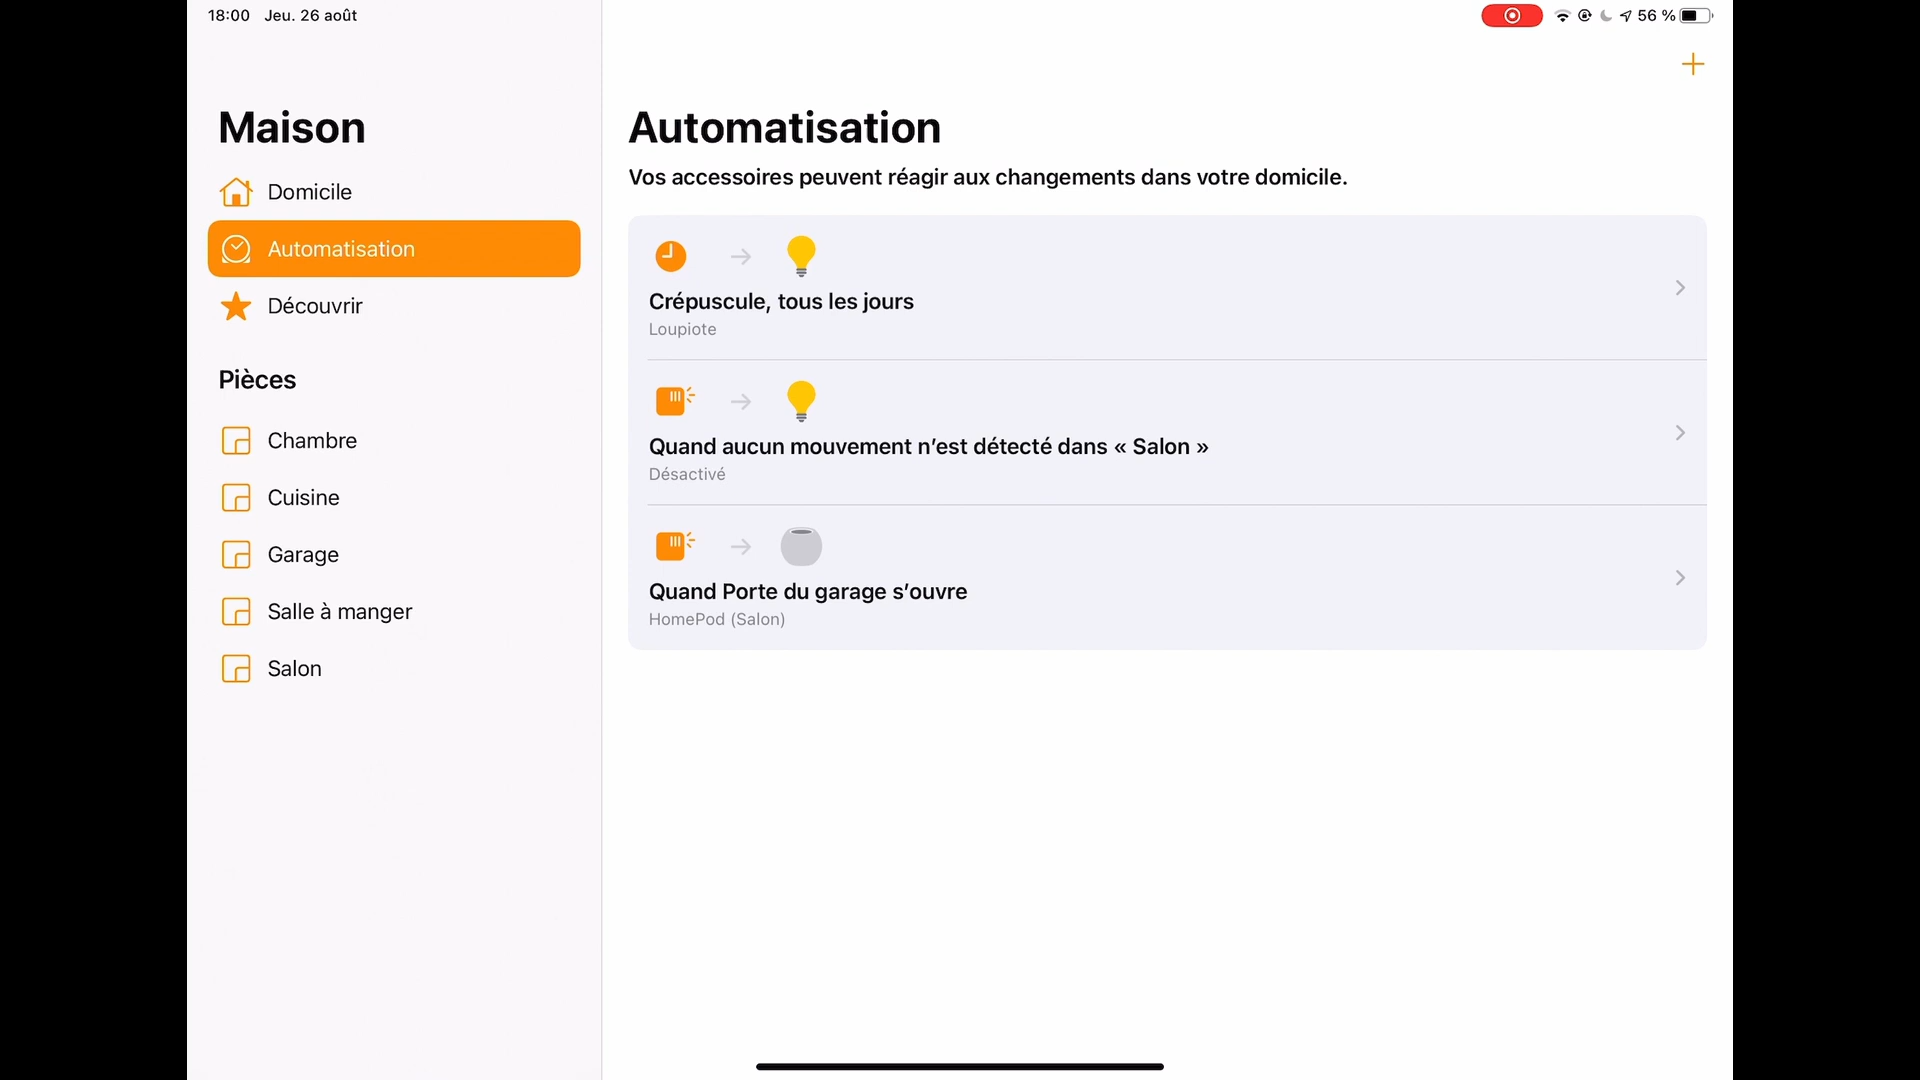 18:00 Jeu. 26 août
56 %
Maison
Domicile
Automatisation
Découvrir
Pièces
Chambre
Cuisine
Garage
Salle à manger
Salon
Automatisation
Vos accessoires peuvent réagir aux changements dans votre domicile.
Crépuscule, tous les jours
Loupiote
Quand aucun mouvement n’est détecté dans « Salon »
Désactivé
Quand Porte du garage s’ouvre
HomePod (Salon)